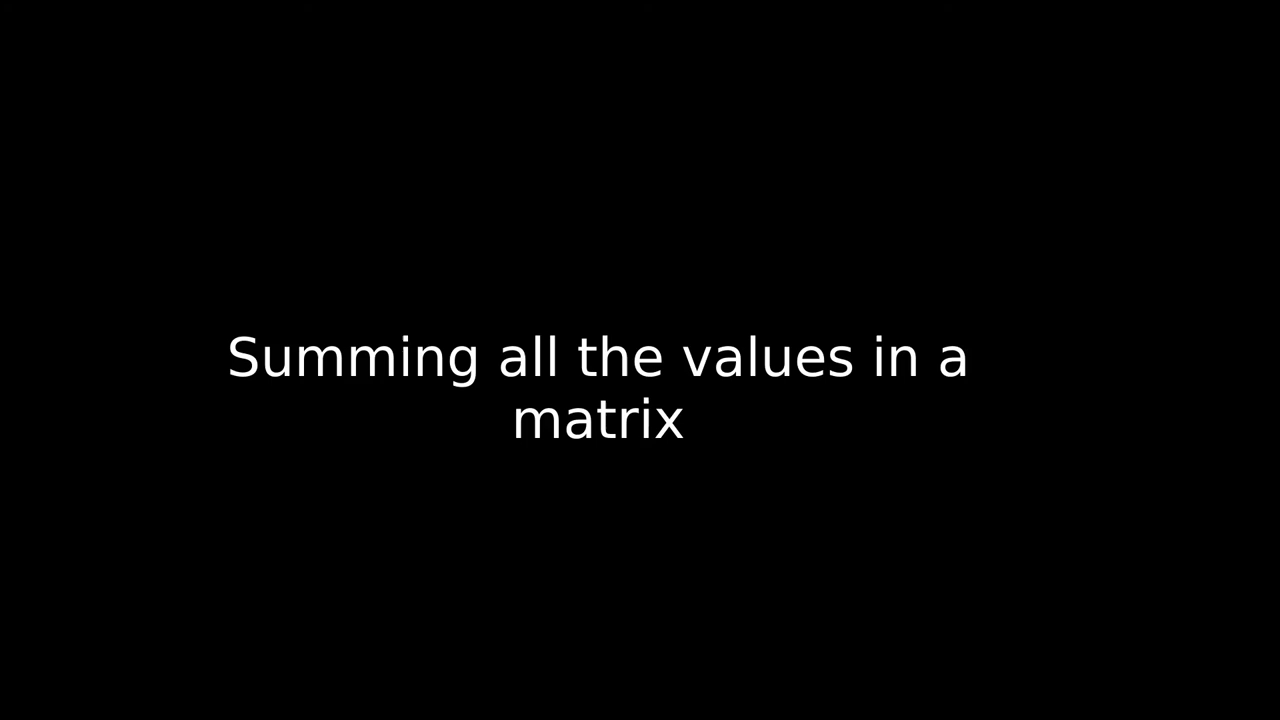 Summing all the values in a
matrix